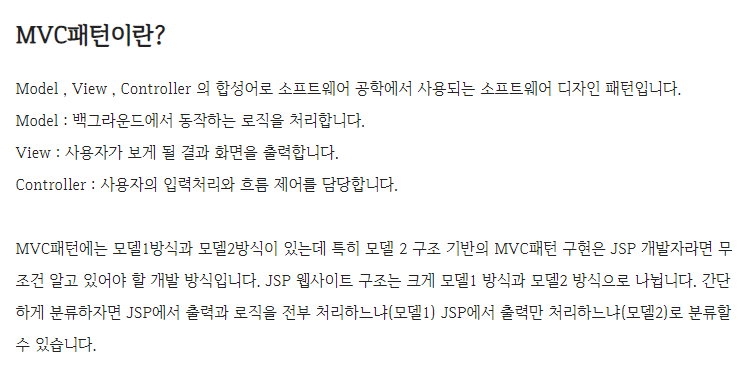 MVC패턴이란?
Model , View , Controller 의 합성어로 소프트웨어 공학에서 사용되는 소프트웨어 디자인 패턴입니다.
Model : 백그라운드에서 동작하는 로직을 처리합니다.
View : 사용자가 보게 될 결과 화면을 출력합니다.
Controller : 사용자의 입력처리와 흐름 제어를 담당합니다.
MVC패턴에는 모델1방식과 모델2방식이 있는데 특히 모델 2 구조 기반의 MVC패턴 구현은 JSP 개발자라면 무
조건 알고 있어야 할 개발 방식입니다. JSP 웹사이트 구조는 크게 모델1 방식과 모델2 방식으로 나뉩니다. 간단
하게 분류하자면 JSP에서 출력과 로직을 전부 처리하느냐(모델1) JSP에서 출력만 처리하느냐(모델2)로 분류할
수 있습니다.